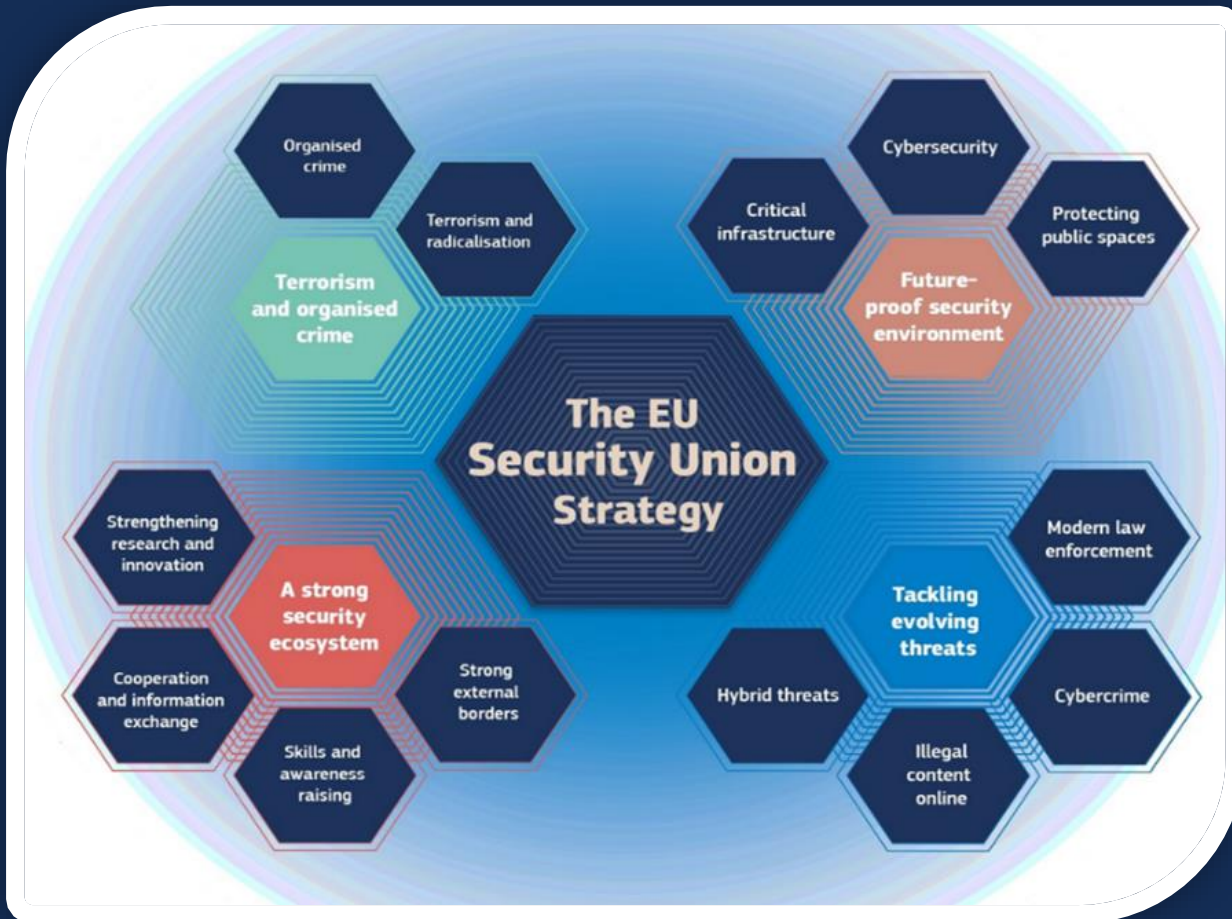 Organised
crime
Terrorism and
radicalisation
Terrorism
and organised
crime
Cybersecurity
Critical
infrastructure
Protecting
public spaces
Future-
proof security
environment
The EU
Security Union
Strategy
Strengthening
research and
innovation
A strong
security
ecosystem
Cooperation
and information
exchange
Skills and
awareness
raising
Strong
external
borders
Modern law
enforcement
Tackling
evolving
threats
Hybrid threats
Cybercrime
Illegal
content
online